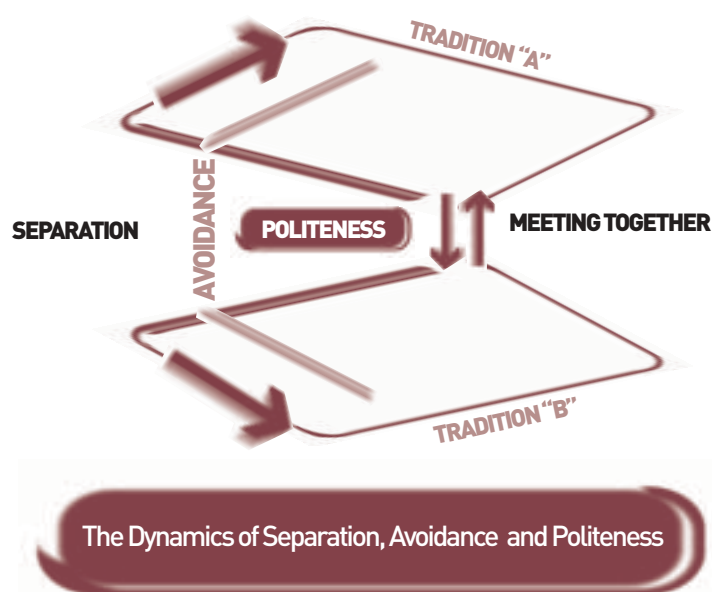 TRADITION “A”
AVOIDANCE
SEPARATION
POLITENESS
MEETING TOGETHER
TRADITION “B”
The Dynamics of Separation, Avoidance and Politeness